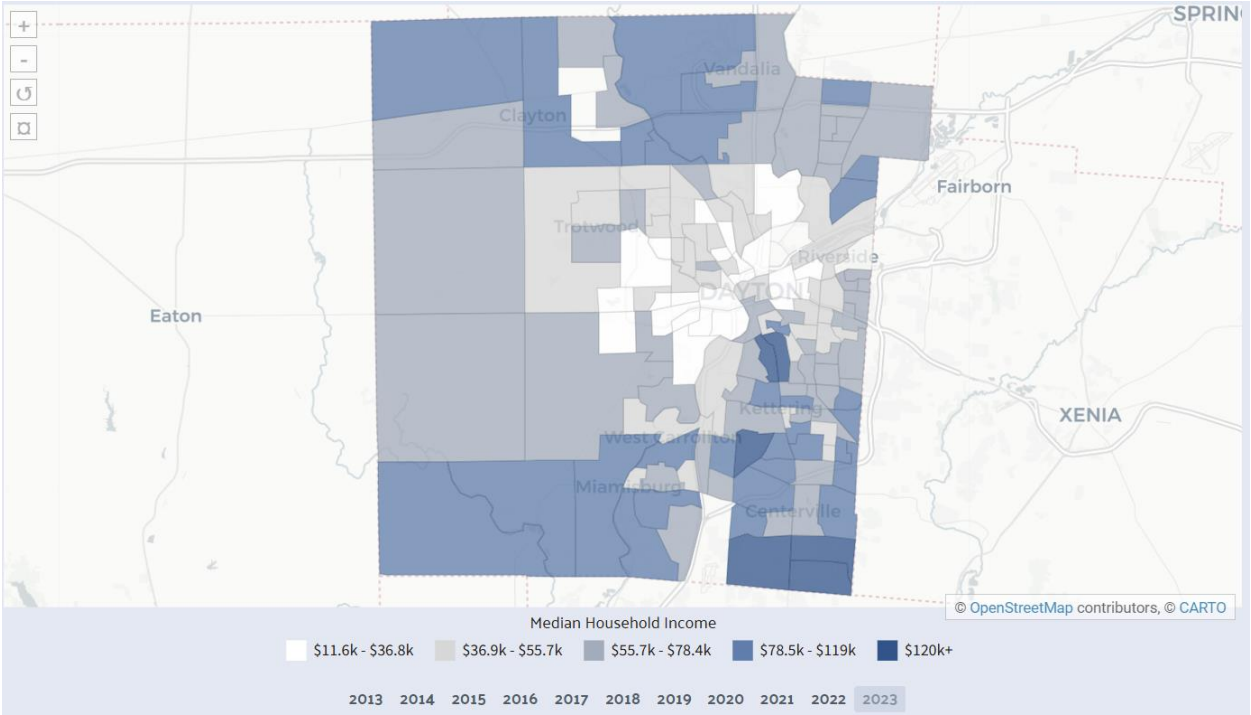 +
SPRIN
-
Vandalia
Clayton
Fairborn
Trotwood
Riverside
DAYTON
Eaton
Kettering
XENIA
West Carrollton
Miamisburg
Centerville
© OpenStreetMap contributors, © CARTO
Median Household Income
$11.6k - $36.8k $36.9k - $55.7k $55.7k - $78.4k $78.5k - $119k $120k+
2013 2014 2015 2016 2017 2018 2019 2020 2021 2022 2023